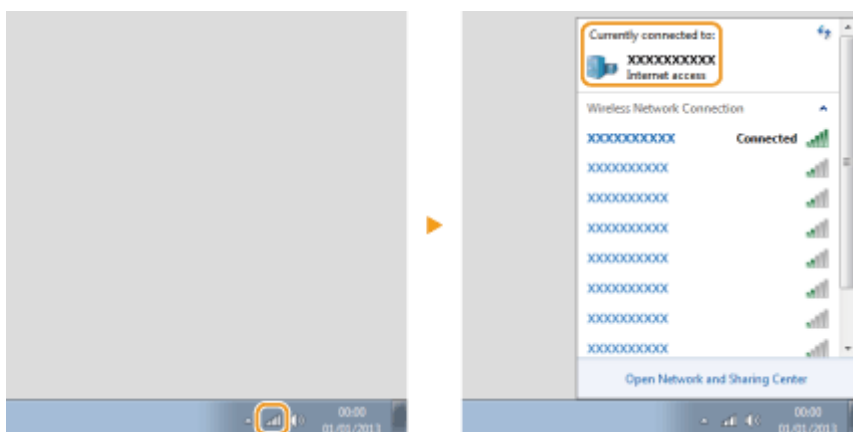 00:00
01/01/2013
Currently connected to:
XXXXXXXXXX
Internet access
Wireless Network Connection
XXXXXXXXXX Connected
XXXXXXXXXX
XXXXXXXXXX
XXXXXXXXXX
XXXXXXXXXX
XXXXXXXXXX
XXXXXXXXXX
XXXXXXXXXX
Open Network and Sharing Center
00:00
01/01/2013